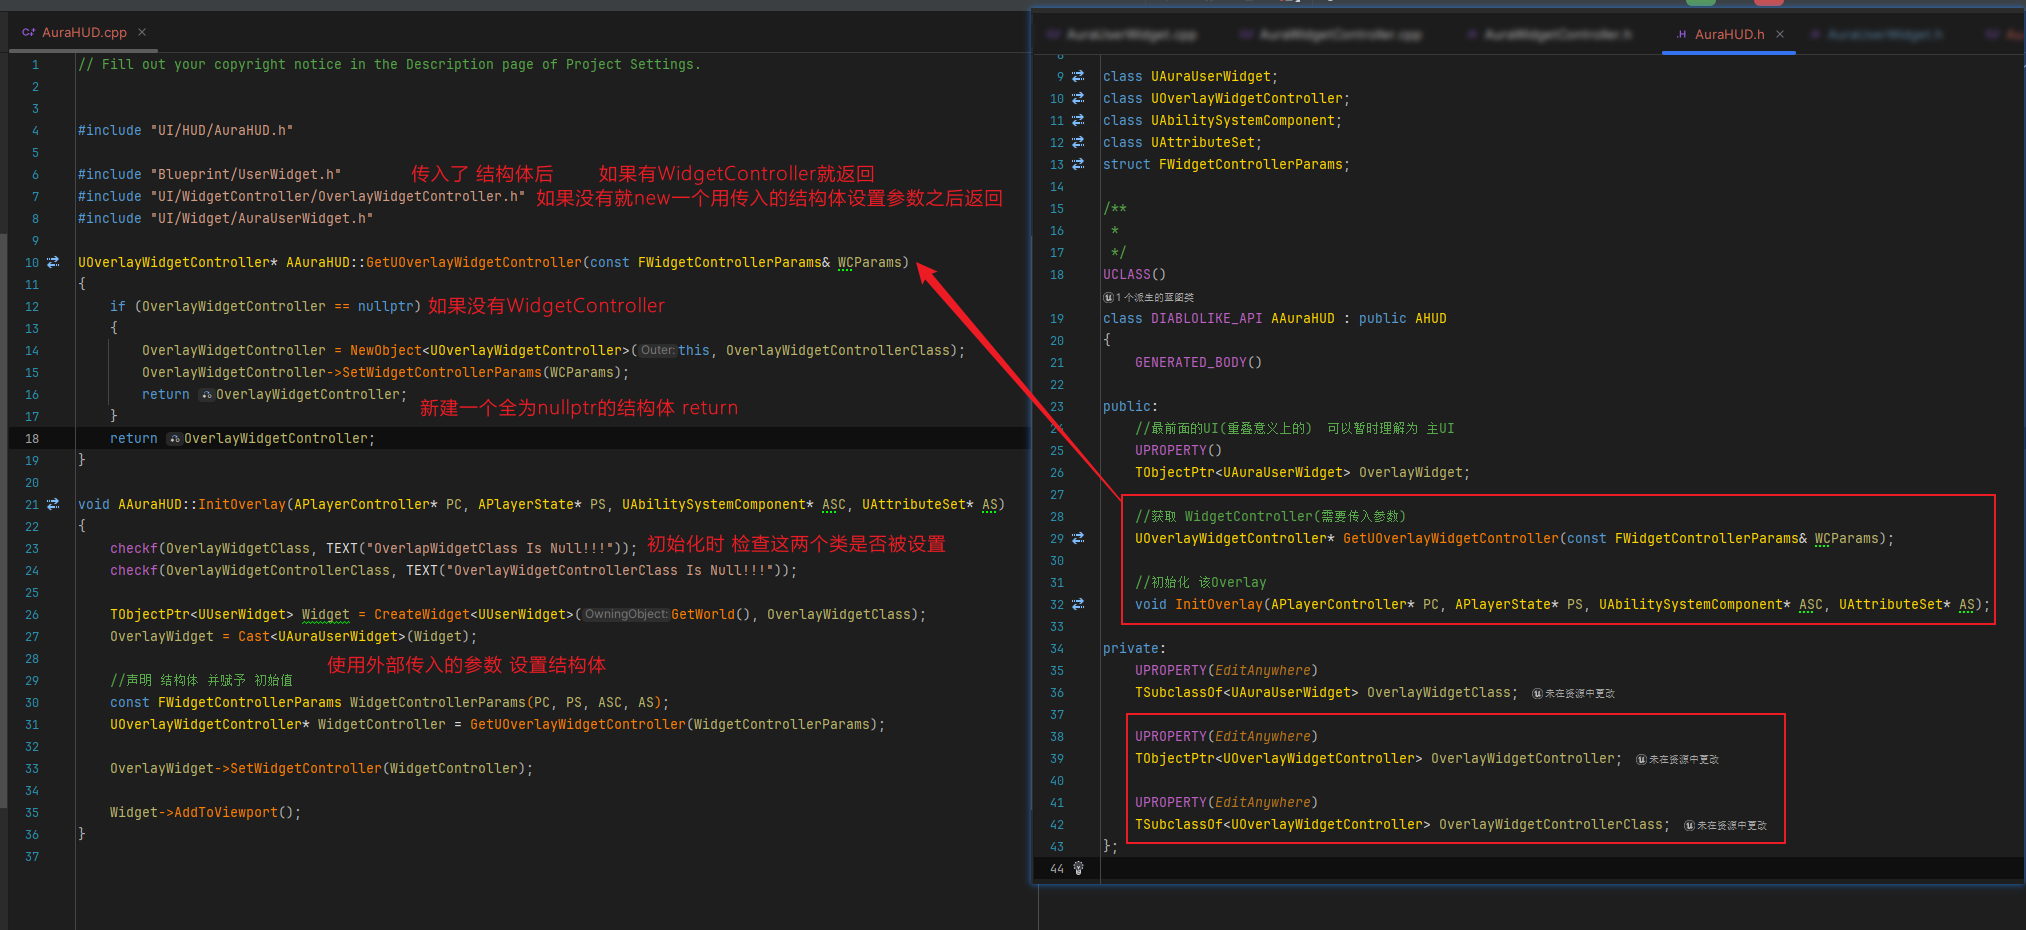 AuraHUD.cpp
1 // Fill out your copyright notice in the Description page of Project Settings.
2
3
4 #include "UI/HUD/AuraHUD.h"
5
6 #include "Blueprint/UserWidget.h" 传入了 结构体后 如果有WidgetController就返回
7 #include "UI/WidgetController/OverlayWidgetController.h" 如果没有就new一个用传入的结构体设置参数之后返回
8 #include "UI/Widget/AuraUserWidget.h"
9
10 UOverlayWidgetController* AAuraHUD::GetUOverlayWidgetController(const FWidgetControllerParams& WCParams)
11 {
12 if (OverlayWidgetController == nullptr) 如果没有WidgetController
13 {
14 OverlayWidgetController = NewObject<UOverlayWidgetController>(Outer:this, OverlayWidgetControllerClass);
15 OverlayWidgetController->SetWidgetControllerParams(WCParams);
16 return OverlayWidgetController;
新建一个全为nullptr的结构体 return
17 }
18 return OverlayWidgetController;
19 }
20
21 void AAuraHUD::InitOverlay(APlayerController* PC, APlayerState* PS, UAbilitySystemComponent* ASC, UAttributeSet* AS)
22 {
23 checkf(OverlayWidgetClass, TEXT("OverlapWidgetClass Is Null!!!")); 初始化时 检查这两个类是否被设置
24 checkf(OverlayWidgetControllerClass, TEXT("OverlayWidgetControllerClass Is Null!!!"));
25
26 TObjectPtr<UUserWidget> Widget = CreateWidget<UUserWidget>(OwningObject:GetWorld(), OverlayWidgetClass);
27 OverlayWidget = Cast<UAuraUserWidget>(Widget);
28 使用外部传入的参数 设置结构体
29 //声明 结构体 并赋予 初始值
30 const FWidgetControllerParams WidgetControllerParams(PC, PS, ASC, AS);
31 UOverlayWidgetController* WidgetController = GetUOverlayWidgetController(WidgetControllerParams);
32
33 OverlayWidget->SetWidgetController(WidgetController);
34
35 Widget->AddToViewport();
36 }
37
AuraUserWidget.cpp AuraWidgetController.cpp AuraWidgetController.h .H AuraHUD.h AuraUserWidget.h
8
9 class UAuraUserWidget;
10 class UOverlayWidgetController;
11 class UAbilitySystemComponent;
12 class UAttributeSet;
13 struct FWidgetControllerParams;
14
15 /**
16 *
17 */
18 UCLASS()
1 个派生的蓝图类
19 class DIABLOLIKE_API AAuraHUD : public AHUD
20 {
21 GENERATED_BODY()
22
23 public:
24 //最前面的UI(重叠意义上的) 可以暂时理解为 主UI
25 UPROPERTY()
26 TObjectPtr<UAuraUserWidget> OverlayWidget;
27
28 //获取 WidgetController(需要传入参数)
29 UOverlayWidgetController* GetUOverlayWidgetController(const FWidgetControllerParams& WCParams);
30
31 //初始化 该Overlay
32 void InitOverlay(APlayerController* PC, APlayerState* PS, UAbilitySystemComponent* ASC, UAttributeSet* AS);
33
34 private:
35 UPROPERTY(EditAnywhere)
36 TSubclassOf<UAuraUserWidget> OverlayWidgetClass; 未在资源中更改
37
38 UPROPERTY(EditAnywhere)
39 TObjectPtr<UOverlayWidgetController> OverlayWidgetController; 未在资源中更改
40
41 UPROPERTY(EditAnywhere)
42 TSubclassOf<UOverlayWidgetController> OverlayWidgetControllerClass; 未在资源中更改
43 };
44